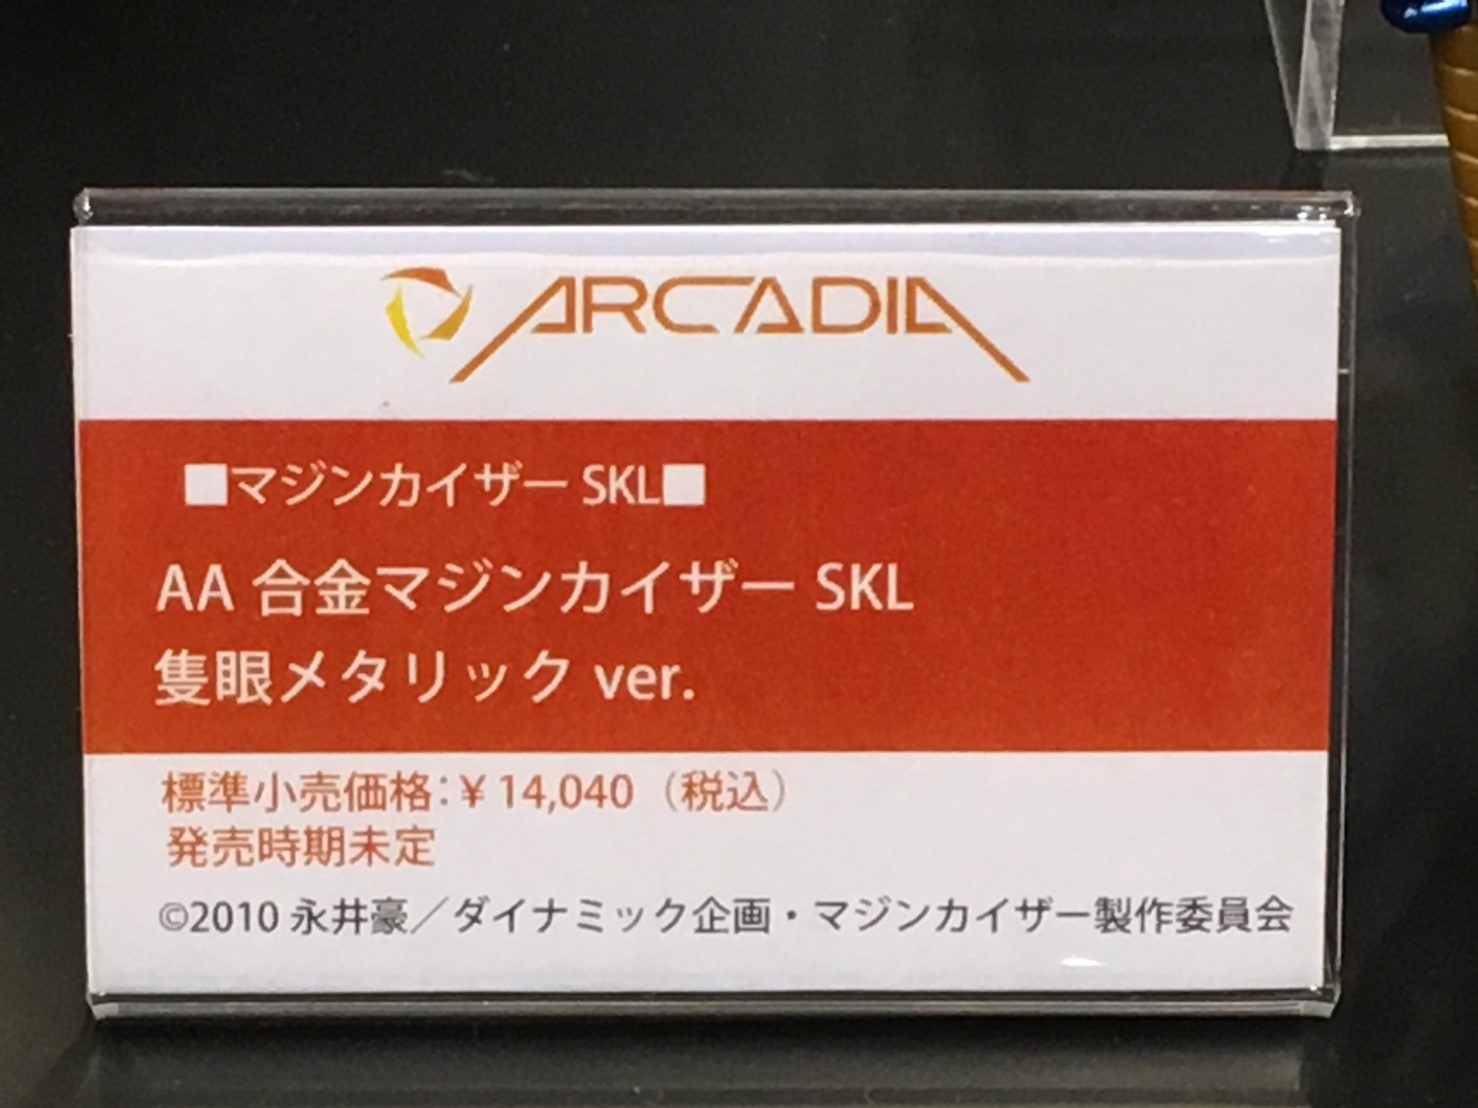 ARCADIA
■マジンカイザー SKL■
AA 合金マジンカイザー SKL
隻眼メタリック ver.
標準小売価格:¥ 14,040（税込）
発売時期未定
©2010 永井豪／ダイナミック企画・マジンカイザー製作委員会